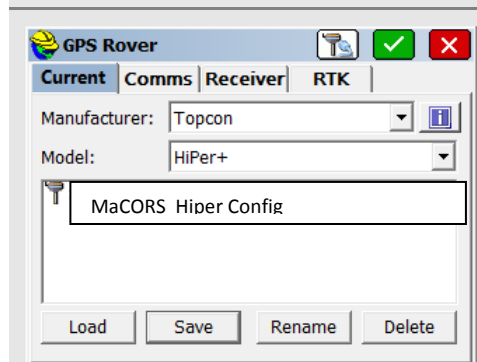 GPS Rover
Current Comms Receiver RTK
Manufacturer: Topcon
Model: HiPer+
MaCORS Hiper Config
Load Save Rename Delete